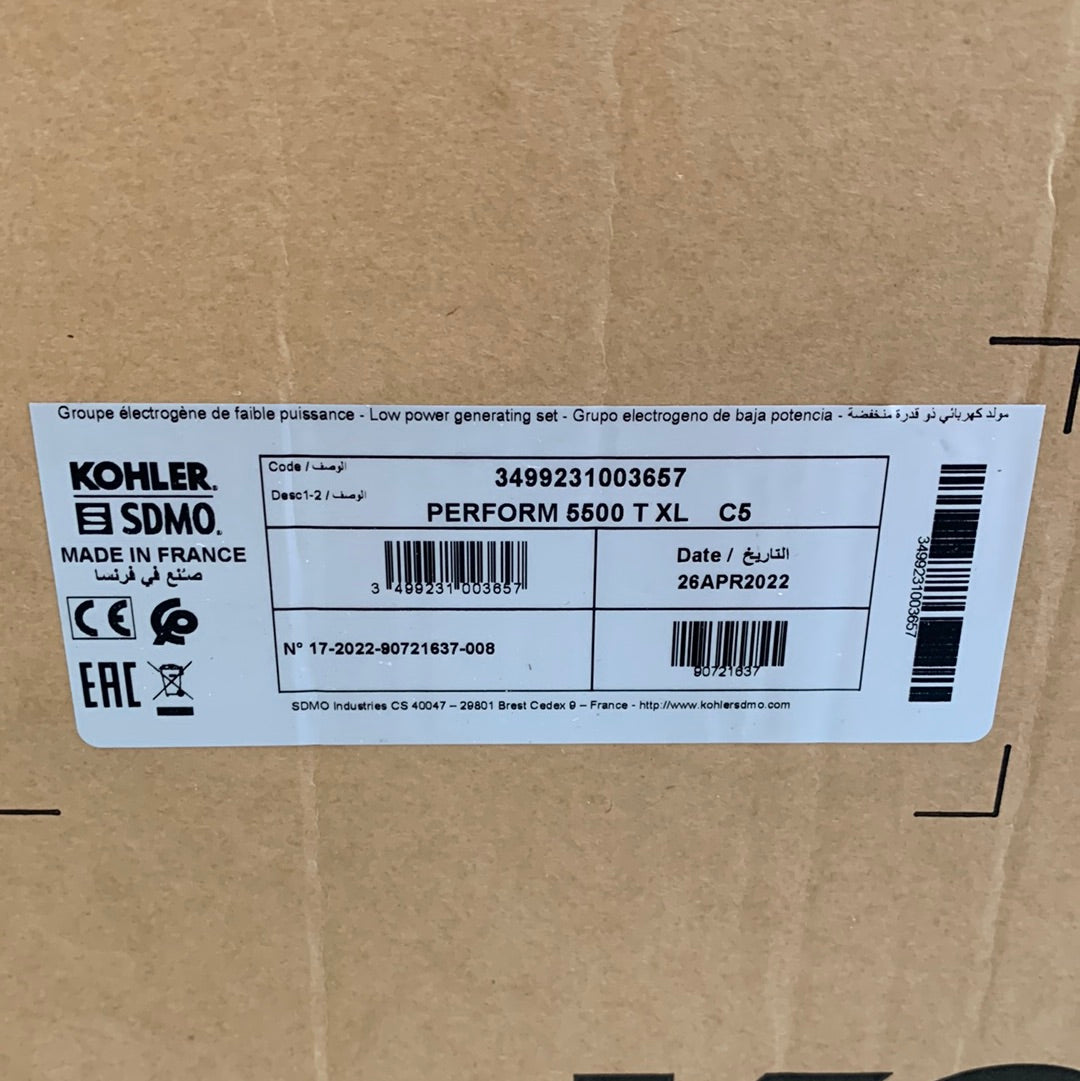 Groupe électrogène de faible puissance - Low power generating set - Grupo electrogeno de baja potencia - مولد كهربائي ذو قدرة منخفضة
KOHLER.
SDMO.
MADE IN FRANCE
صنع في فرنسا
CE
EAC
Code / الوصف
3499231003657
Desc1-2 / الوصف
PERFORM 5500 T XL C5
3 499231 003657
Date / التاريخ
26APR2022
N° 17-2022-90721637-008
90721637
SDMO Industries CS 40047 – 29801 Brest Cedex 9 – France - http://www.kohlersdmo.com
3499231003657